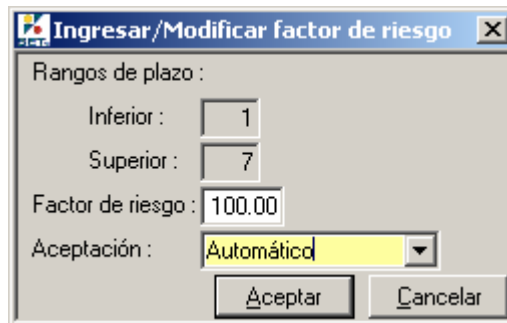 Ingresar/Modificar factor de riesgo
Rangos de plazo :
Inferior : 1
Superior : 7
Factor de riesgo : 100.00
Aceptación : Automático
Aceptar Cancelar